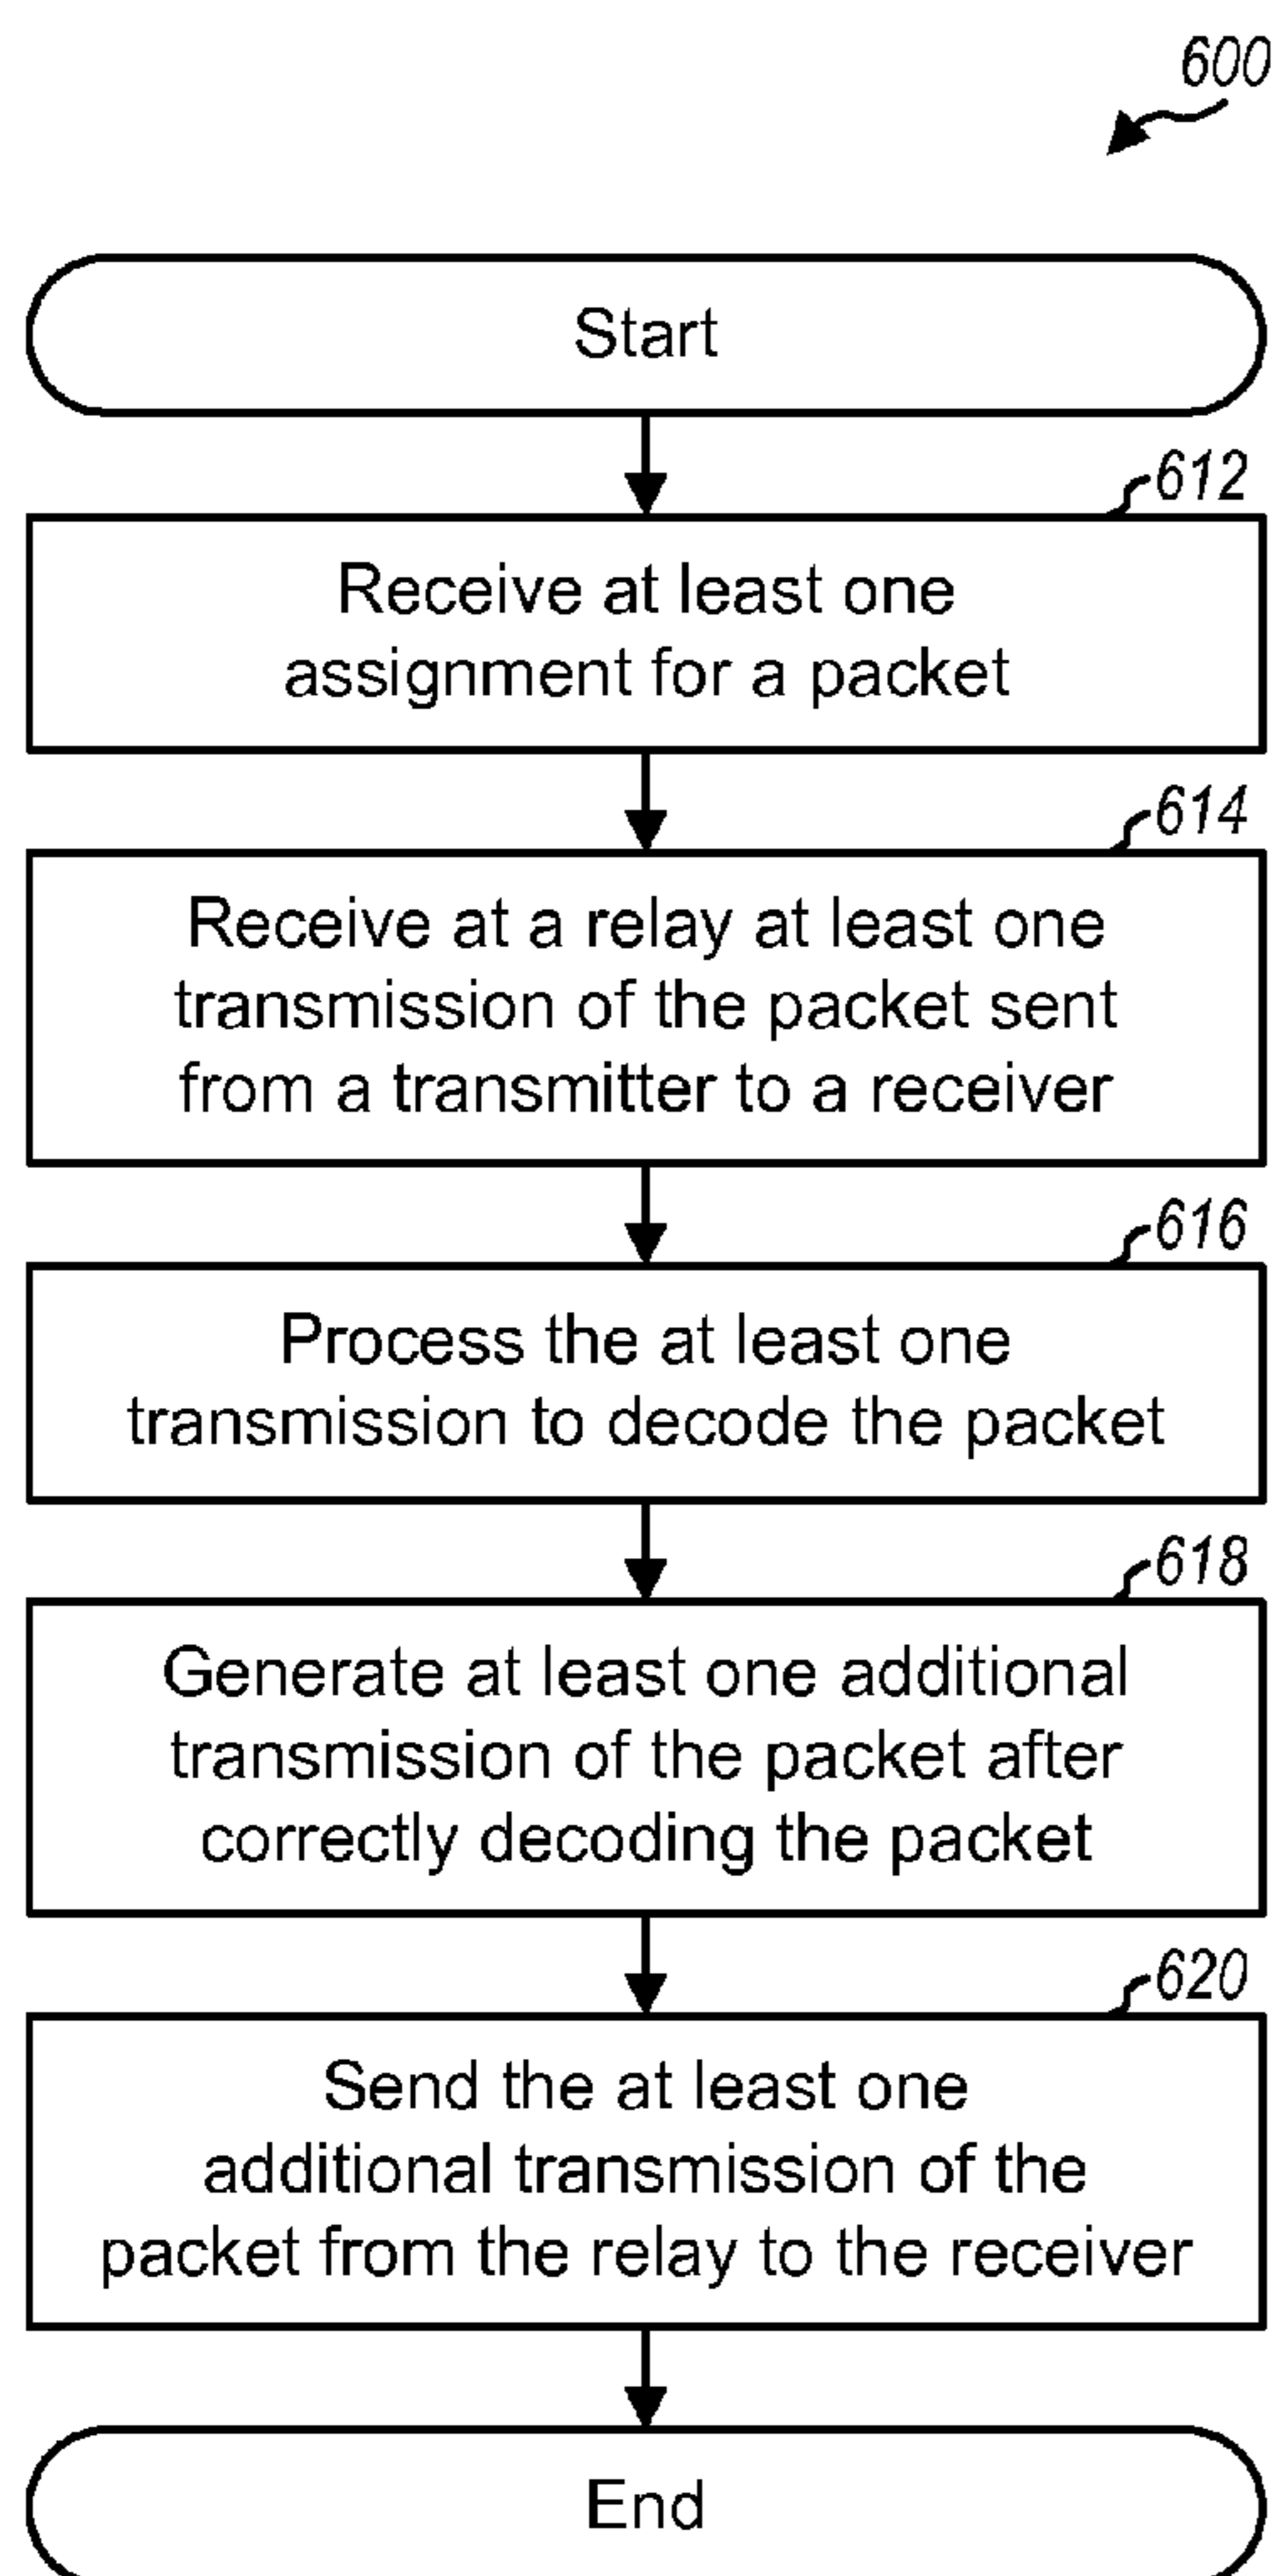 600
Start
612
Receive at least one
assignment for a packet
614
Receive at a relay at least one
transmission of the packet sent
from a transmitter to a receiver
616
Process the at least one
transmission to decode the packet
618
Generate at least one additional
transmission of the packet after
correctly decoding the packet
620
Send the at least one
additional transmission of the
packet from the relay to the receiver
End